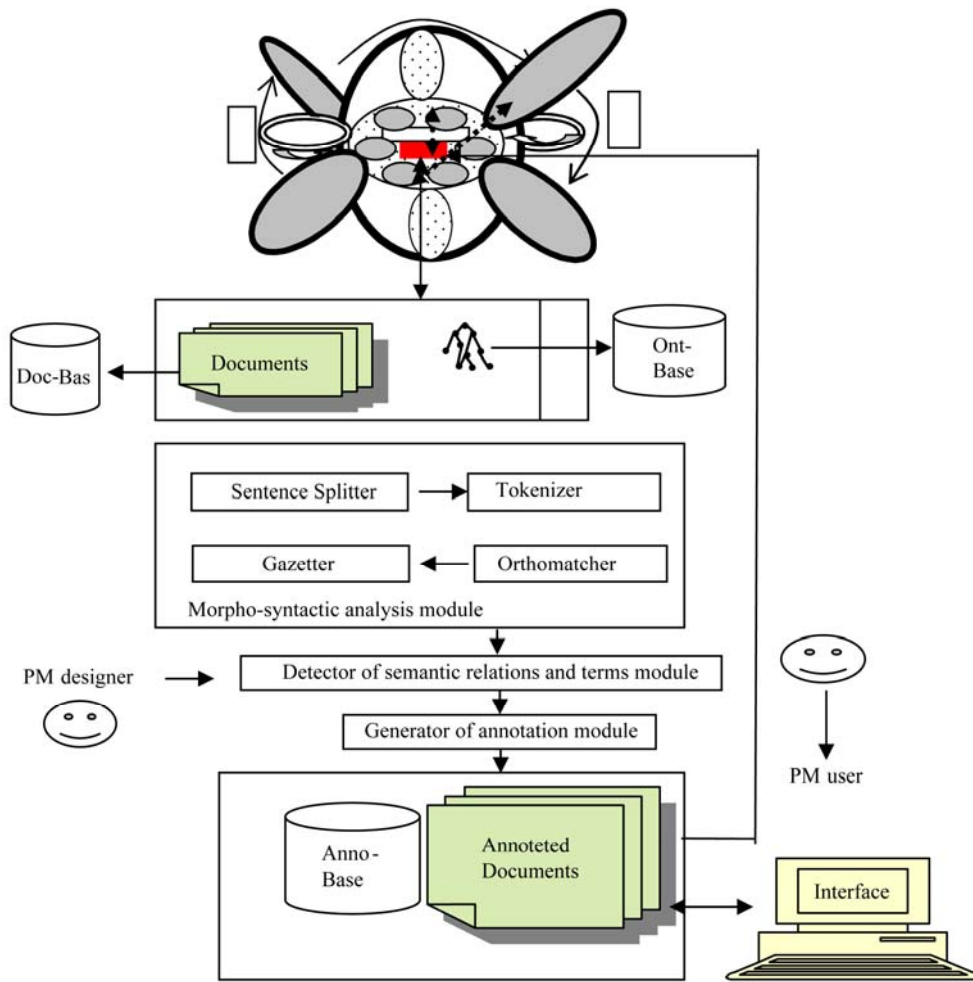 Documents
Doc-Bas
Ont-
Base
Sentence Splitter
Tokenizer
Gazetter
Orthomatcher
Morpho-syntactic analysis module
PM designer
Detector of semantic relations and terms module
Generator of annotation module
PM user
Anno-
Base
Annoteted
Documents
Interface